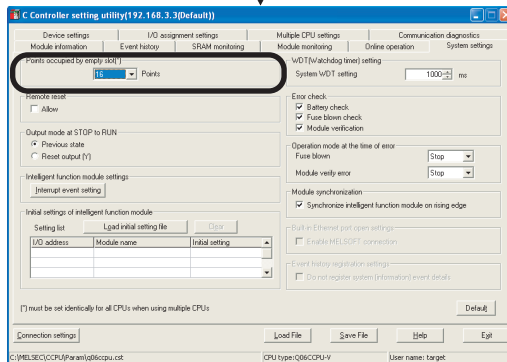 C Controller setting utility(192.168.3.3(Default))
Device settings
I/O assignment settings
Multiple CPU settings
Communication diagnostics
Module information
Event history
SRAM monitoring
Module monitoring
Online operation
System settings
Points occupied by empty slot(*)
16 Points
WDT(Watchdog timer) setting
System WDT setting 1000 ms
Remote reset
Allow
Error check
Battery check
Fuse blown check
Module verification
Output mode at STOP to RUN
Previous state
Reset output (Y)
Operation mode at the time of error
Fuse blown Stop
Module verify error Stop
Intelligent function module settings
Interrupt event setting
Module synchronization
Synchronize intelligent function module on rising edge
Initial settings of intelligent function module
Setting list Load initial setting file Clear
I/O address Module name Initial setting
Built-in Ethernet port open settings
Enable MELSOFT connection
Event history registration settings
Do not register system (information) event details
(*) must be set identically for all CPUs when using multiple CPUs
Default
Connection settings
Load File
Save File
Help
Exit
C:\MELSEC\CCPU\Param\q06ccpu.cst
CPU type:Q06CCPU-V
User name: target